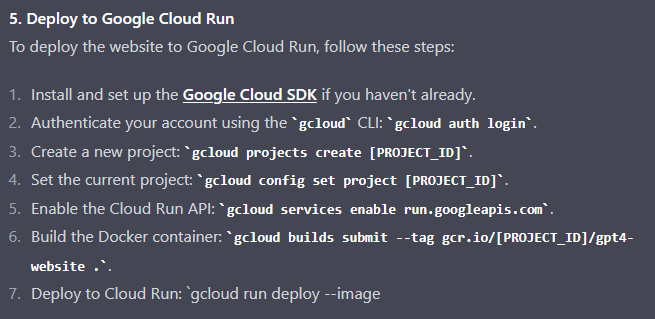 5. Deploy to Google Cloud Run
To deploy the website to Google Cloud Run, follow these steps:
1. Install and set up the Google Cloud SDK if you haven't already.
2. Authenticate your account using the `gcloud` CLI: `gcloud auth login`.
3. Create a new project: `gcloud projects create [PROJECT_ID]`.
4. Set the current project: `gcloud config set project [PROJECT_ID]`.
5. Enable the Cloud Run API: `gcloud services enable run.googleapis.com`.
6. Build the Docker container: `gcloud builds submit --tag gcr.io/[PROJECT_ID]/gpt4-
website .`.
7. Deploy to Cloud Run: `gcloud run deploy --image